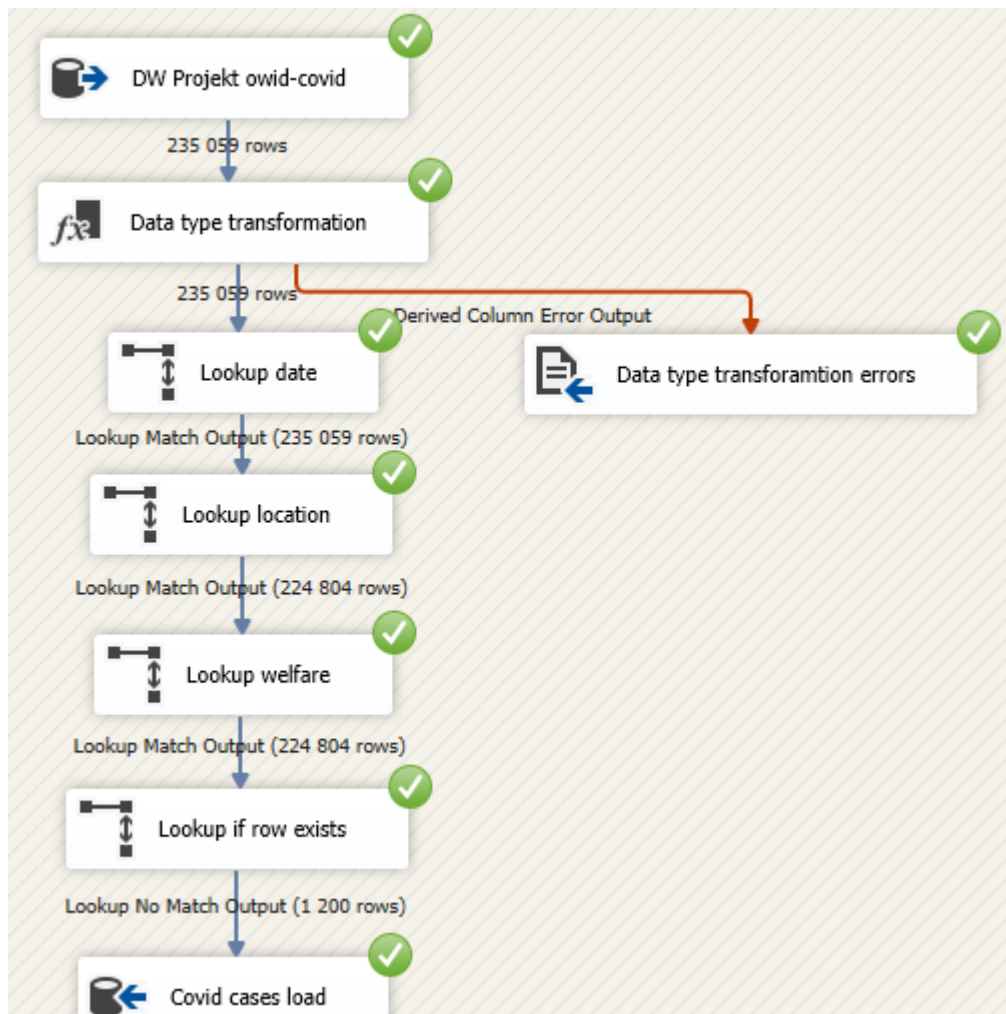 DW Projekt owid-covid
235 059 rows
fx
Data type transformation
235 059 rows
Derived Column Error Output
Lookup date
Data type transforamtion errors
Lookup Match Output (235 059 rows)
Lookup location
Lookup Match Output (224 804 rows)
Lookup welfare
Lookup Match Output (224 804 rows)
Lookup if row exists
Lookup No Match Output (1 200 rows)
Covid cases load